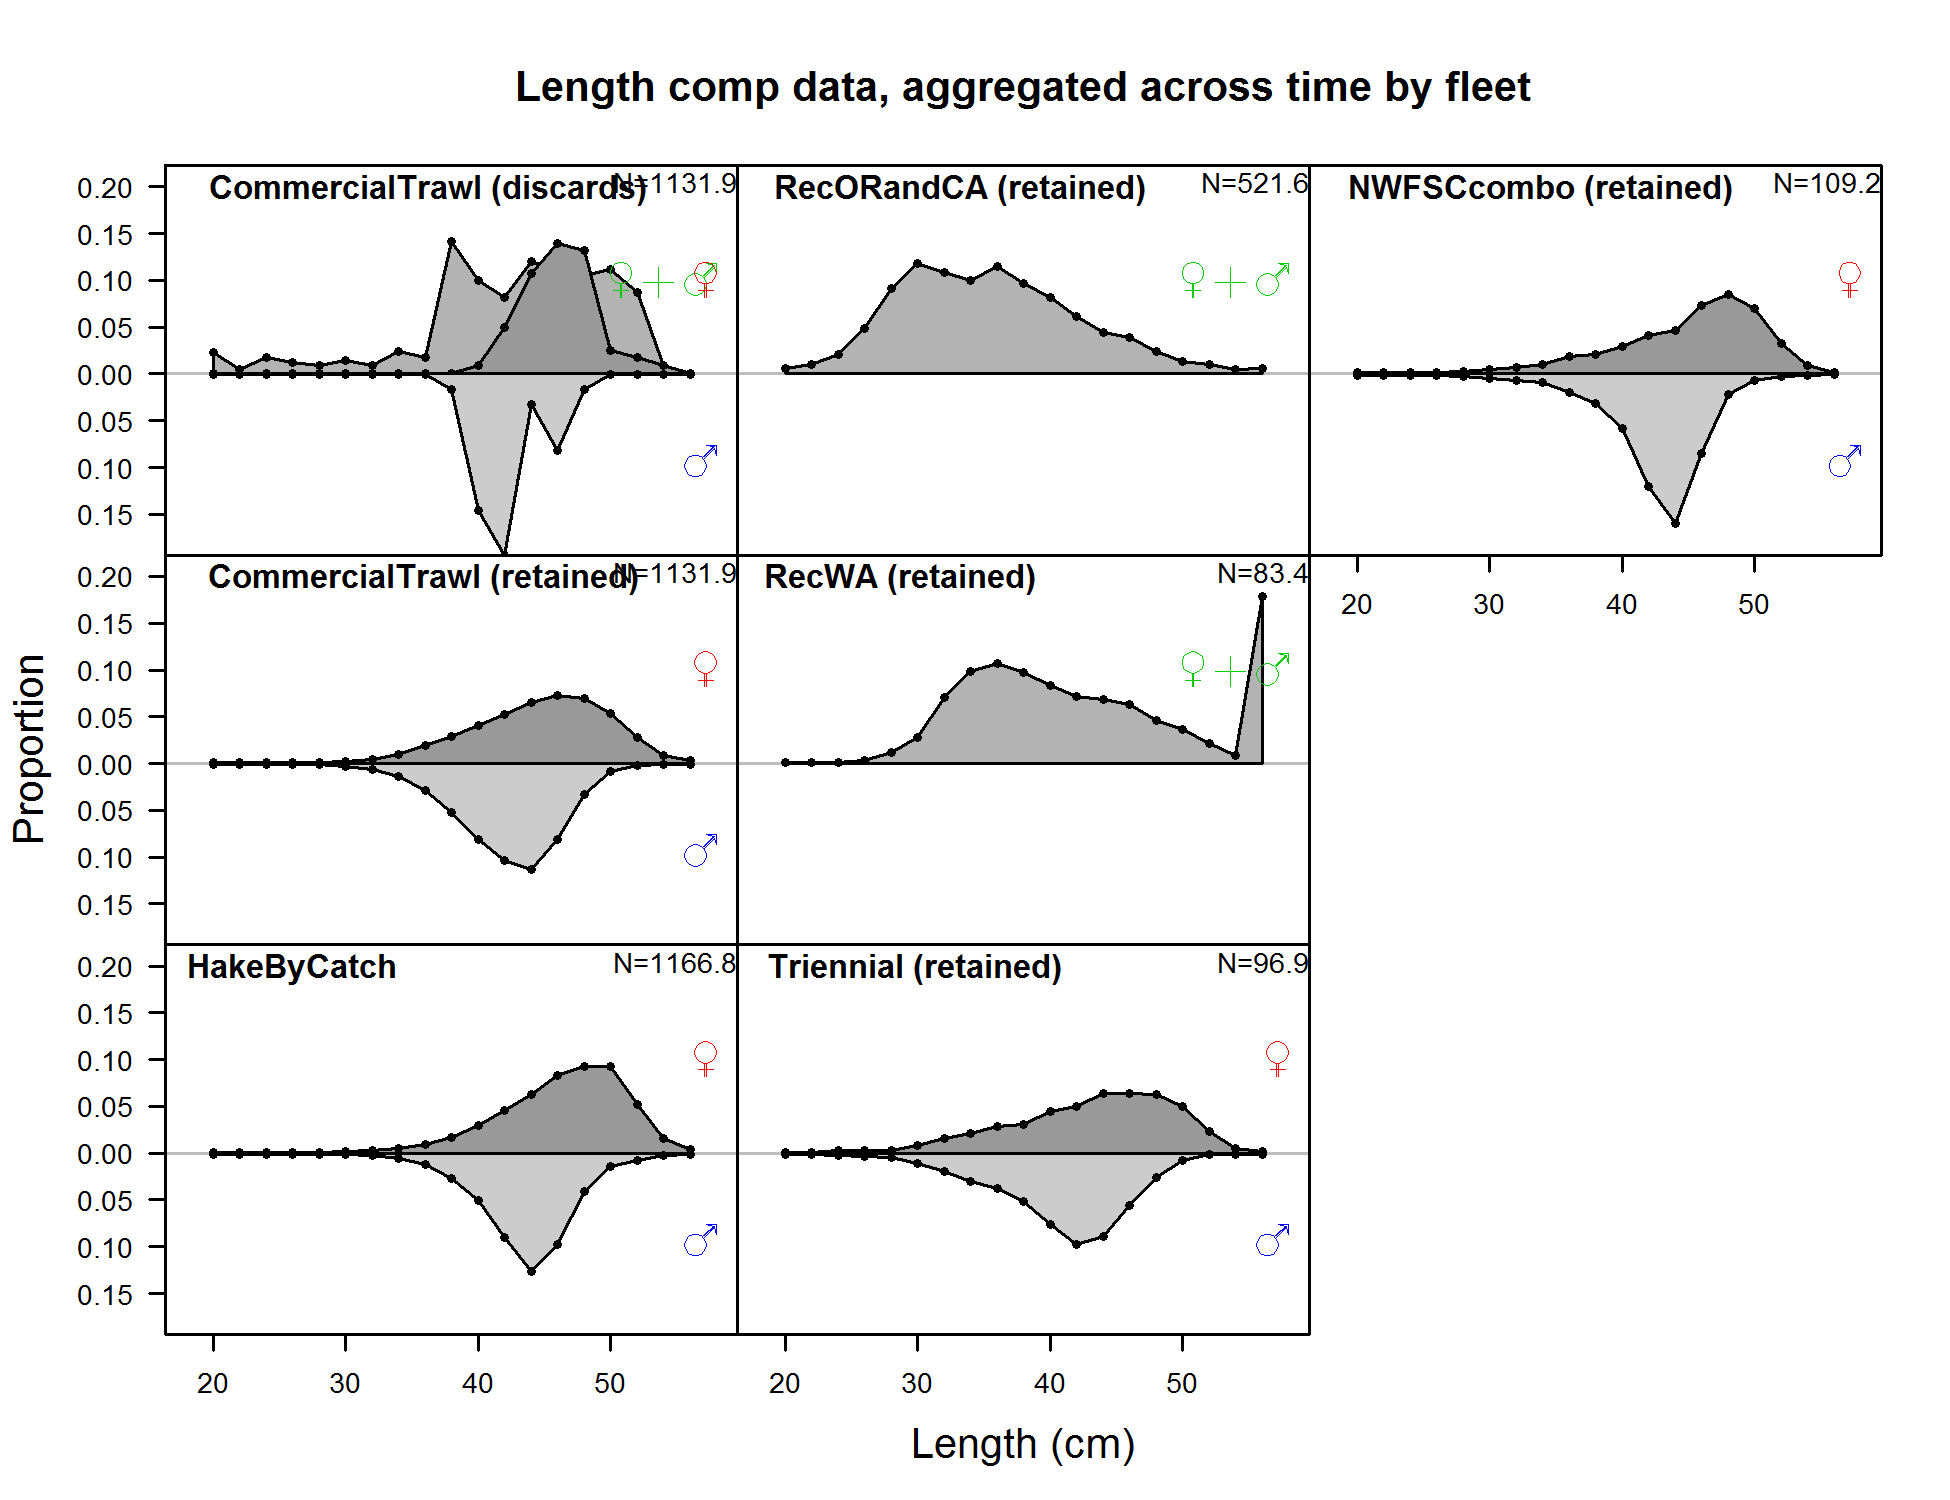 Length comp data, aggregated across time by fleet
CommercialTrawl (discards) N=1131.9
RecORandCA (retained) N=521.6
NWFSCcombo (retained) N=109.2
0.20
0.15
0.10
0.05
0.00
0.05
0.10
0.15
♀ + ♂ ♀
♂
♀ + ♂
♀
♂
20 30 40 50
CommercialTrawl (retained) N=1131.9
RecWA (retained) N=83.4
0.20
0.15
0.10
0.05
0.00
0.05
0.10
0.15
♀
♂
♀ + ♂
HakeByCatch N=1166.8
Triennial (retained) N=96.9
0.20
0.15
0.10
0.05
0.00
0.05
0.10
0.15
♀
♂
♀
♂
20 30 40 50
20 30 40 50
Proportion
Length (cm)